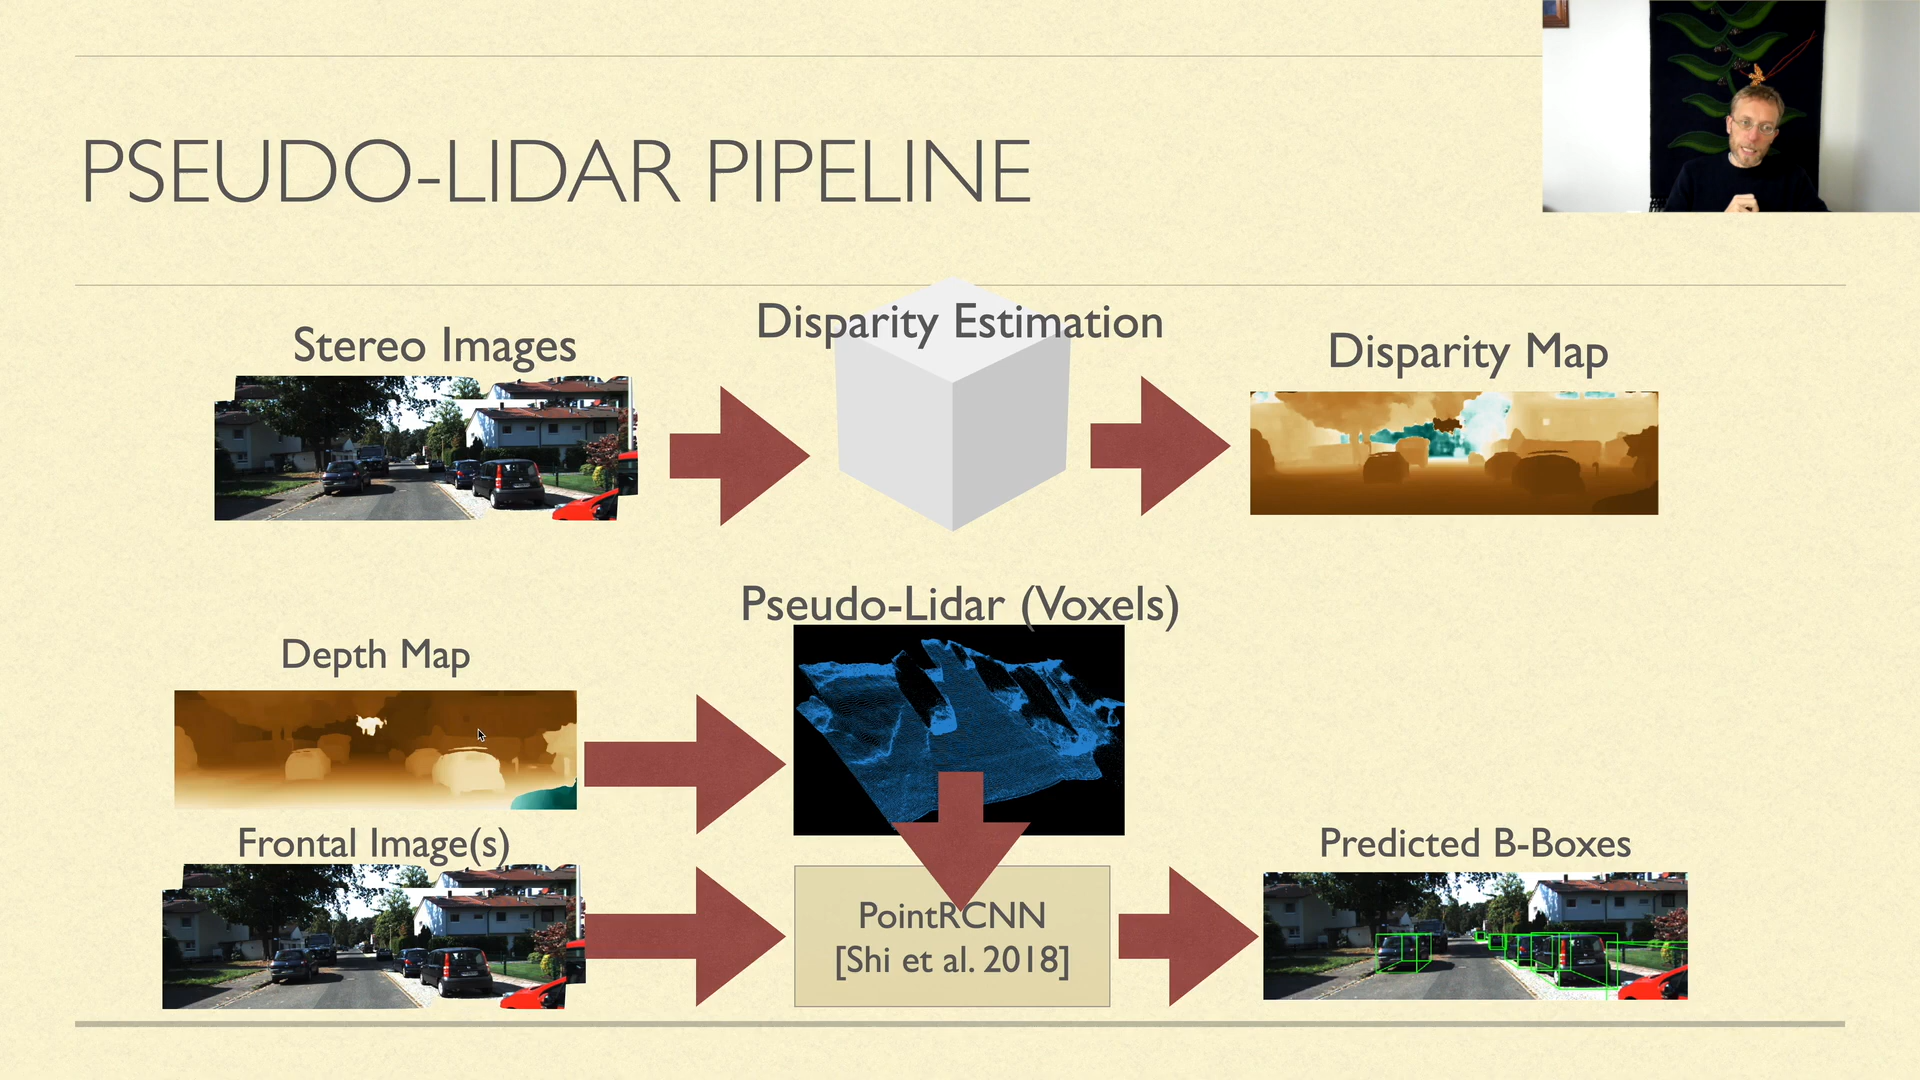 PSEUDO-LIDAR PIPELINE
Stereo Images
Disparity Estimation
Disparity Map
Pseudo-Lidar (Voxels)
Depth Map
Frontal Image(s)
PointRCNN
[Shi et al. 2018]
Predicted B-Boxes